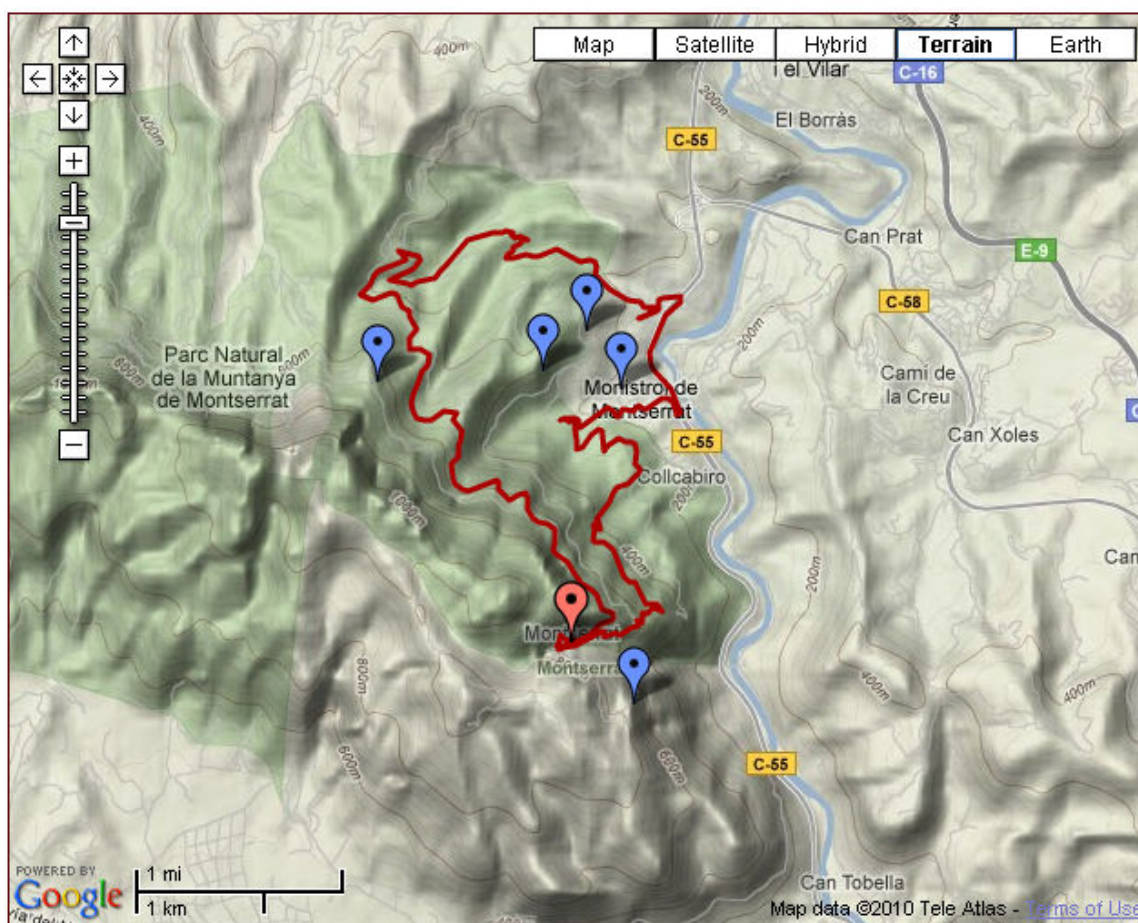 Map
Satellite
Hybrid
Terrain
Earth
400m
i el Vilar
C-16
200m
El Borràs
400m
C-55
Can Prat
E-9
C-58
200m
Parc Natural
de la Muntanya
de Montserrat
600m
Camí de
la Creu
Monistrol de
Montserrat
C-55
Can Xoles
Collcabiro
200m
1000m
400m
200m
Can
Montserrat
800m
400m
400m
600m
600m
C-55
POWERED BY
Google
1 mi
1 km
Can Tobella
Map data ©2010 Tele Atlas - Terms of Use